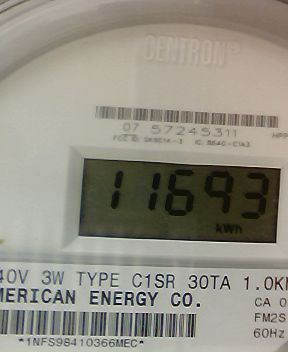 CENTRON®
07 57245311
11693
kWh
40V 3W TYPE C1SR 30TA 1.0K
MERICAN ENERGY CO.
CA 0
FM2S
60Hz
*1NFS98410366MEC*